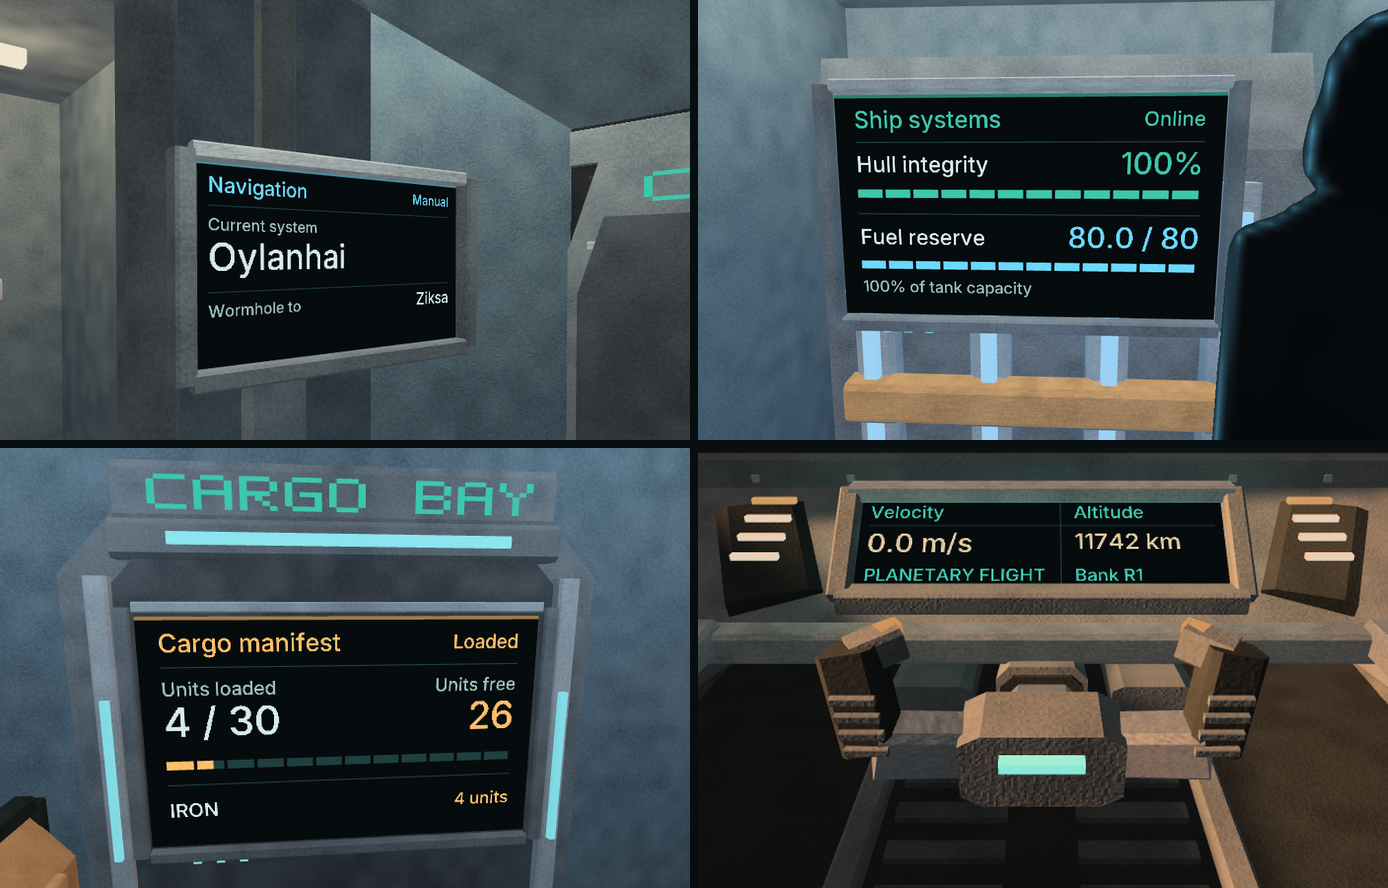 Navigation
Manual
Current system
Oylanhai
Wormhole to
Ziksa
Ship systems
Online
Hull integrity
100%
Fuel reserve
80.0 / 80
100% of tank capacity
CARGO BAY
Cargo manifest
Loaded
Units loaded
Units free
4 / 30
26
IRON
4 units
Velocity
Altitude
0.0 m/s
11742 km
PLANETARY FLIGHT
Bank R1